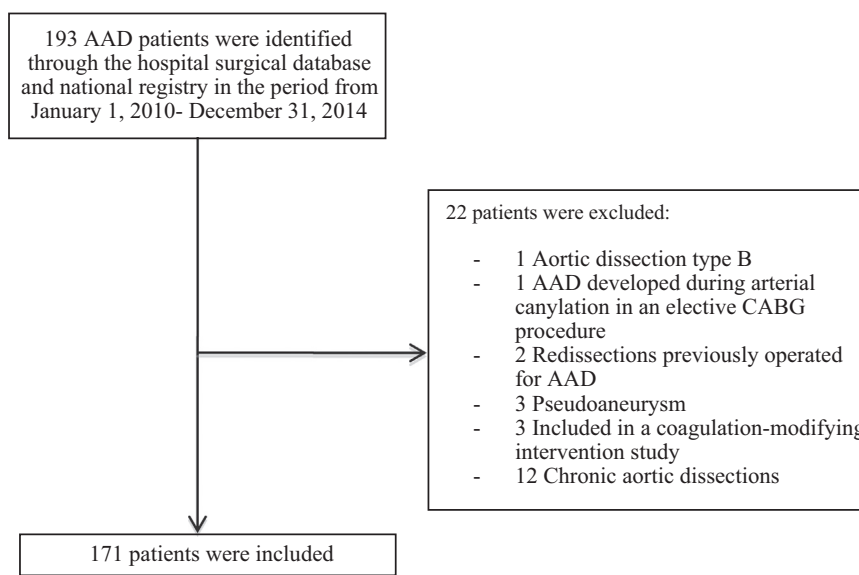 193 AAD patients were identified
through the hospital surgical database
and national registry in the period from
January 1, 2010- December 31, 2014
22 patients were excluded:
- 1 Aortic dissection type B
- 1 AAD developed during arterial
canylation in an elective CABG
procedure
- 2 Redissections previously operated
for AAD
- 3 Pseudoaneurysm
- 3 Included in a coagulation-modifying
intervention study
- 12 Chronic aortic dissections
171 patients were included